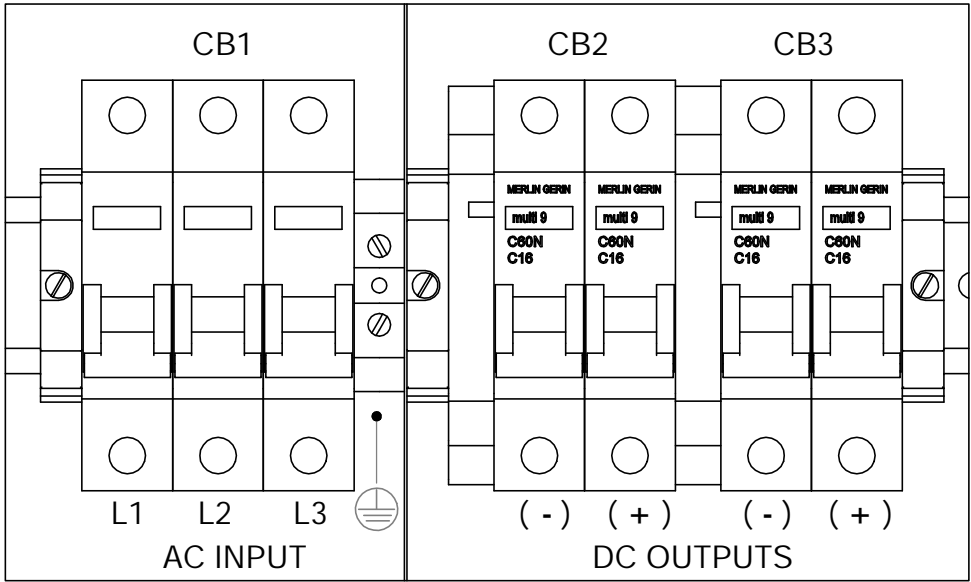 CB1 CB2 CB3
MERLIN GERIN MERLIN GERIN MERLIN GERIN MERLIN GERIN
multi 9 multi 9 multi 9 multi 9
C60N C60N C60N C60N
C16 C16 C16 C16
L1 L2 L3 ( - ) ( + ) ( - ) ( + )
AC INPUT DC OUTPUTS